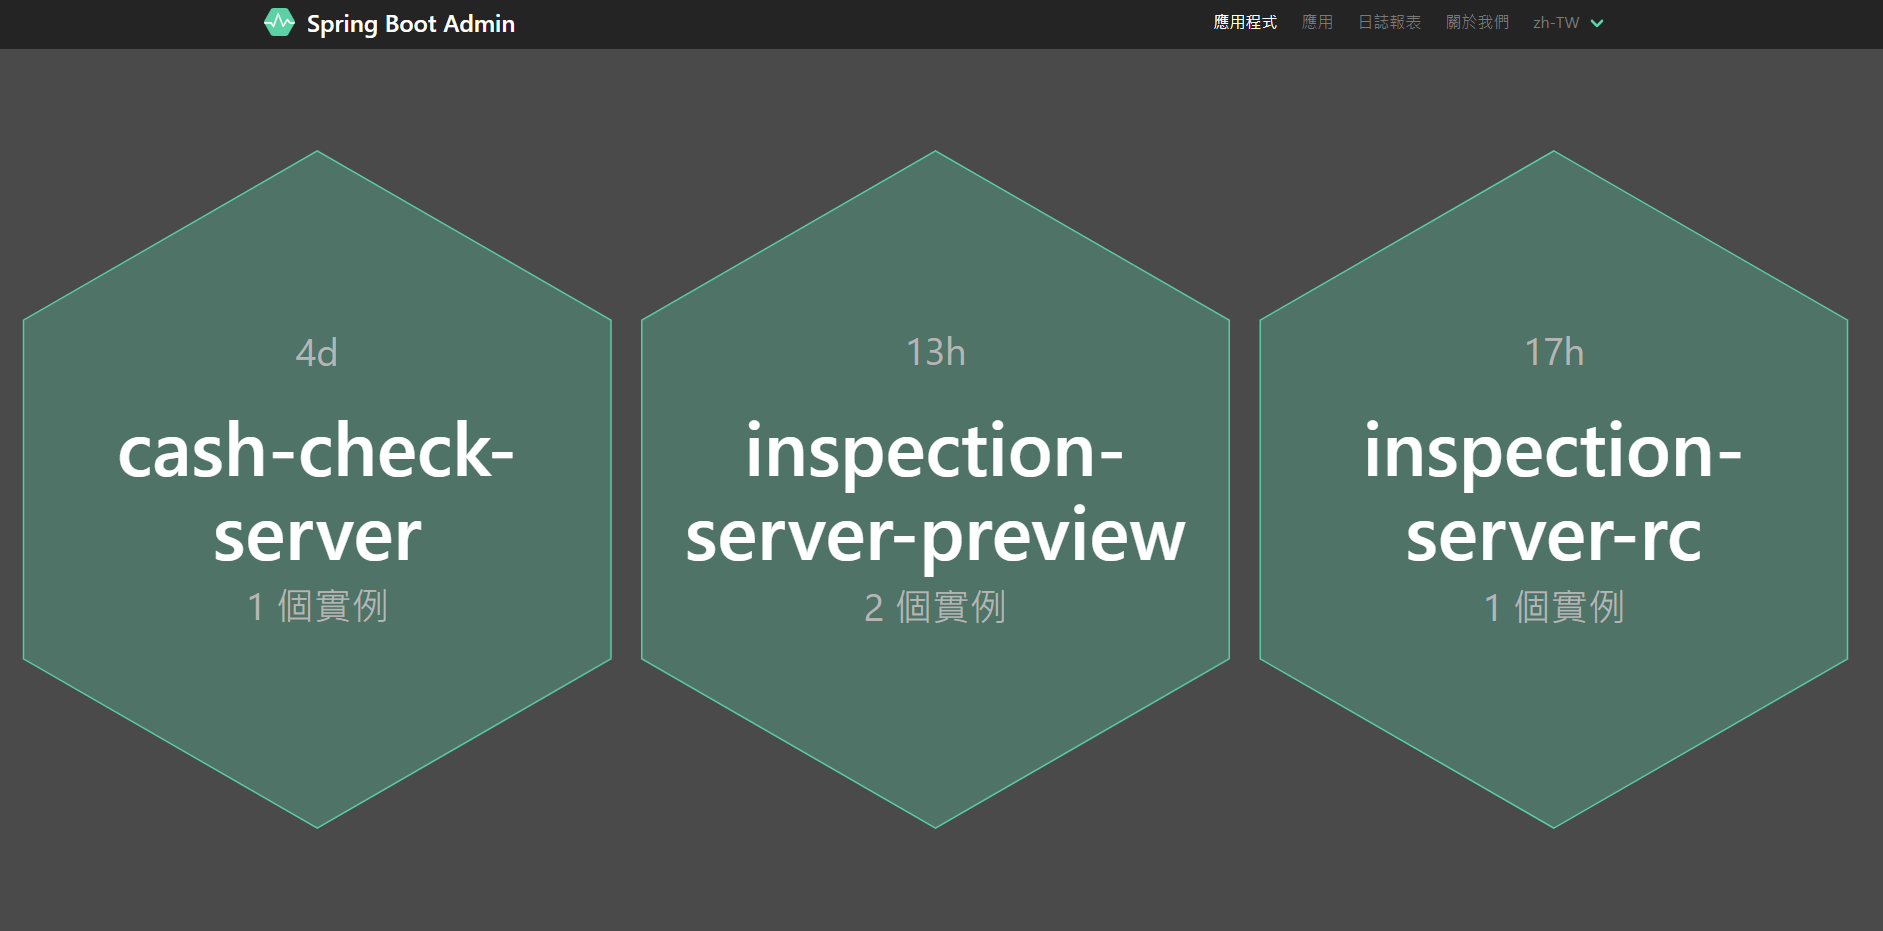 Spring Boot Admin
應用程式 應用 日誌報表 關於我們 zh-TW
4d
cash-check-
server
1 個實例
13h
inspection-
server-preview
2 個實例
17h
inspection-
server-rc
1 個實例